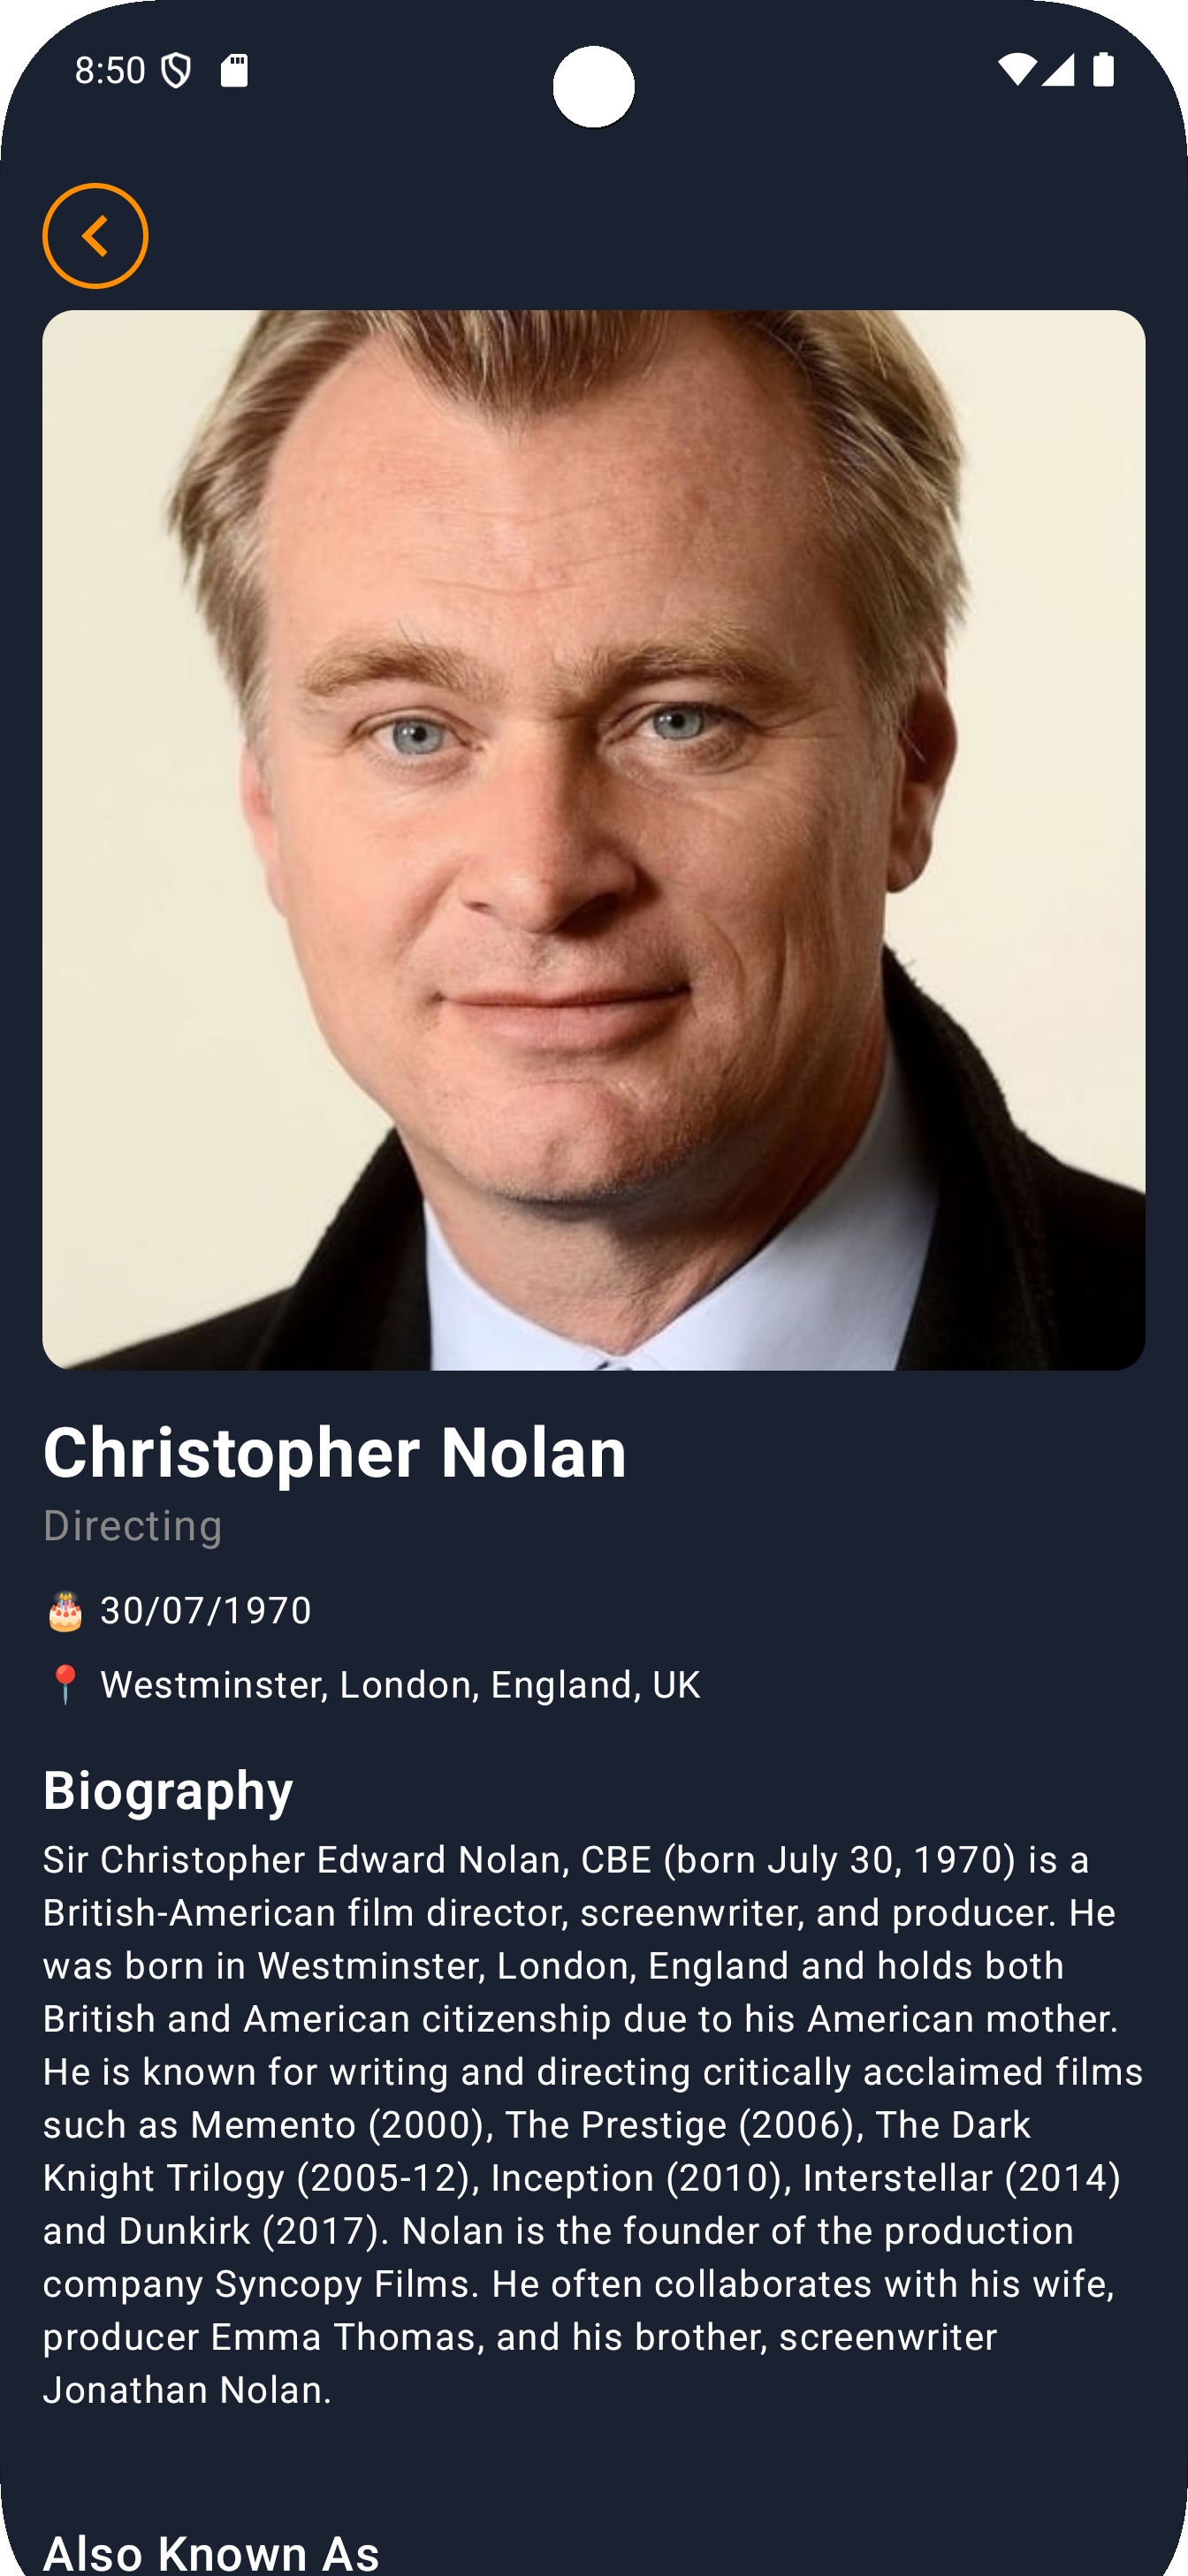 8:50
Christopher Nolan
Directing
🎂 30/07/1970
📍 Westminster, London, England, UK
Biography
Sir Christopher Edward Nolan, CBE (born July 30, 1970) is a
British-American film director, screenwriter, and producer. He
was born in Westminster, London, England and holds both
British and American citizenship due to his American mother.
He is known for writing and directing critically acclaimed films
such as Memento (2000), The Prestige (2006), The Dark
Knight Trilogy (2005-12), Inception (2010), Interstellar (2014)
and Dunkirk (2017). Nolan is the founder of the production
company Syncopy Films. He often collaborates with his wife,
producer Emma Thomas, and his brother, screenwriter
Jonathan Nolan.
Also Known As